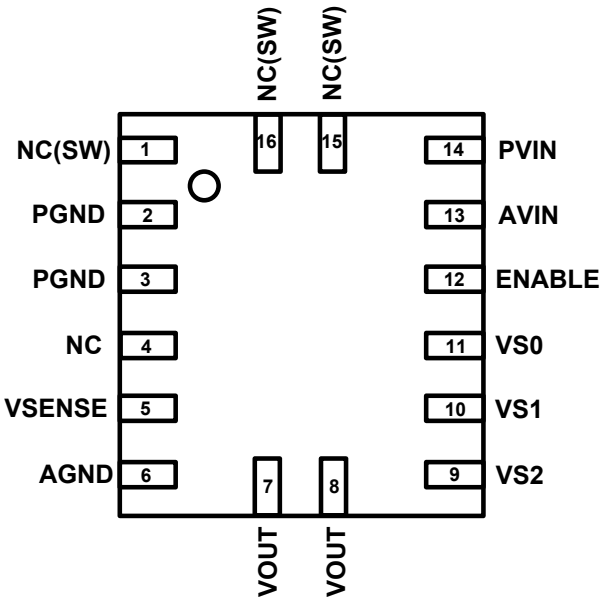 NC(SW)
NC(SW)
16
15
NC(SW)
1
14
PVIN
PGND
2
13
AVIN
PGND
3
12
ENABLE
NC
4
11
VS0
VSENSE
5
10
VS1
AGND
6
9
VS2
7
8
VOUT
VOUT